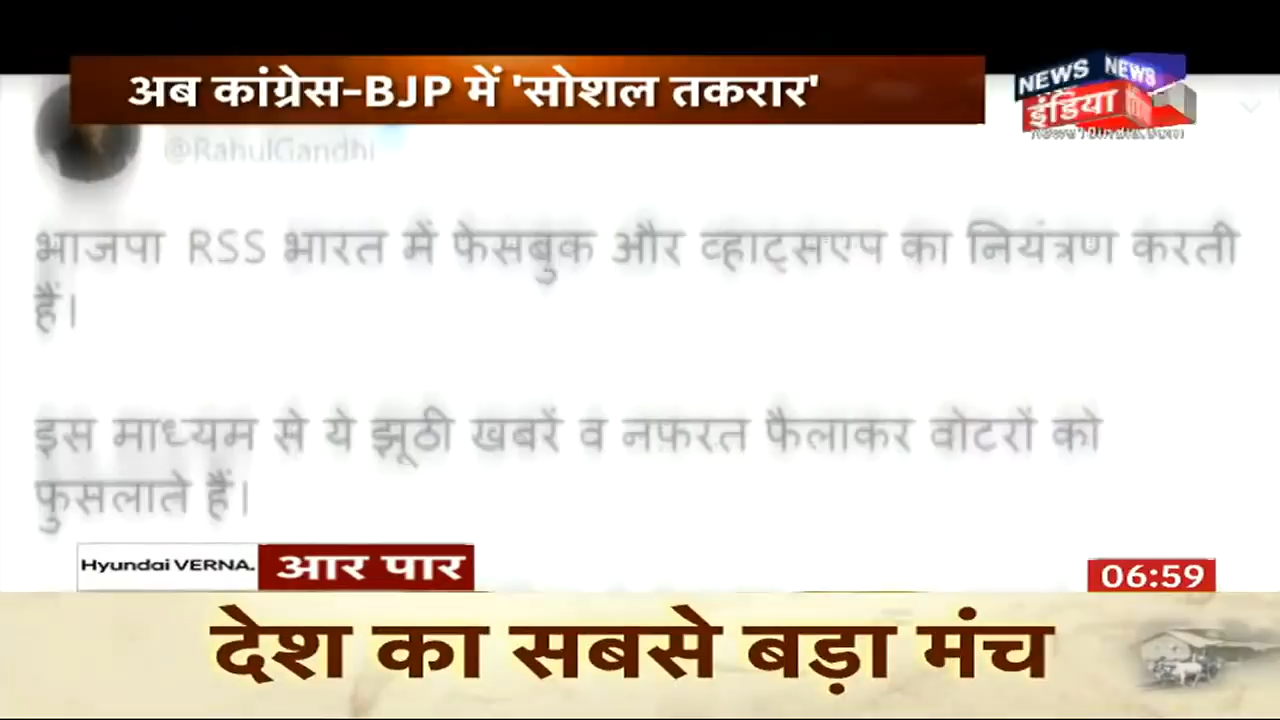 अब कांग्रेस-BJP में 'सोशल तकरार'
NEWS NEWS
इंडिया
@RahulGandhi
भाजपा RSS भारत में फेसबुक और व्हाट्सएप का नियंत्रण करती
हैं।
इस माध्यम से ये झूठी खबरें व नफ़रत फैलाकर वोटरों को
फुसलाते हैं।
Hyundai VERNA. आर पार
06:59
देश का सबसे बड़ा मंच